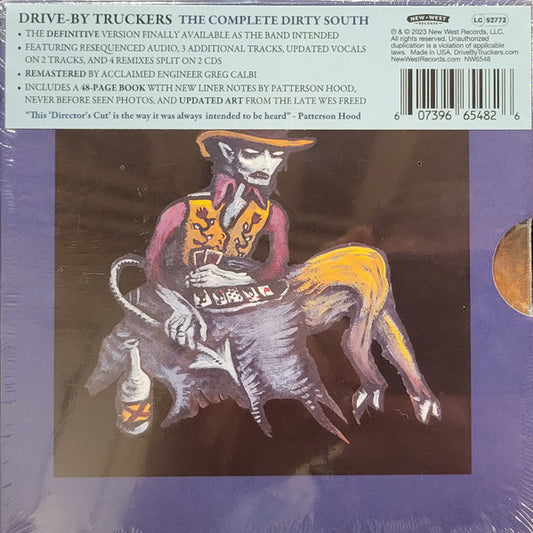 DRIVE-BY TRUCKERS THE COMPLETE DIRTY SOUTH
• THE DEFINITIVE VERSION FINALLY AVAILABLE AS THE BAND INTENDED
• FEATURING RESEQUENCED AUDIO, 3 ADDITIONAL TRACKS, UPDATED VOCALS
ON 2 TRACKS, AND 4 REMIXES SPLIT ON 2 CDS
• REMASTERED BY ACCLAIMED ENGINEER GREG CALBI
• INCLUDES A 48-PAGE BOOK WITH NEW LINER NOTES BY PATTERSON HOOD,
NEVER BEFORE SEEN PHOTOS, AND UPDATED ART FROM THE LATE WES FREED
"This 'Director's Cut' is the way it was always intended to be heard" - Patterson Hood
NEW WEST
RECORDS
LC 52772
℗ & © 2023 New West Records, LLC.
All rights reserved. Unauthorized
duplication is a violation of applicable
laws. Made in USA. DriveByTruckers.com
NewWestRecords.com NW6548
6 07396 65482 6